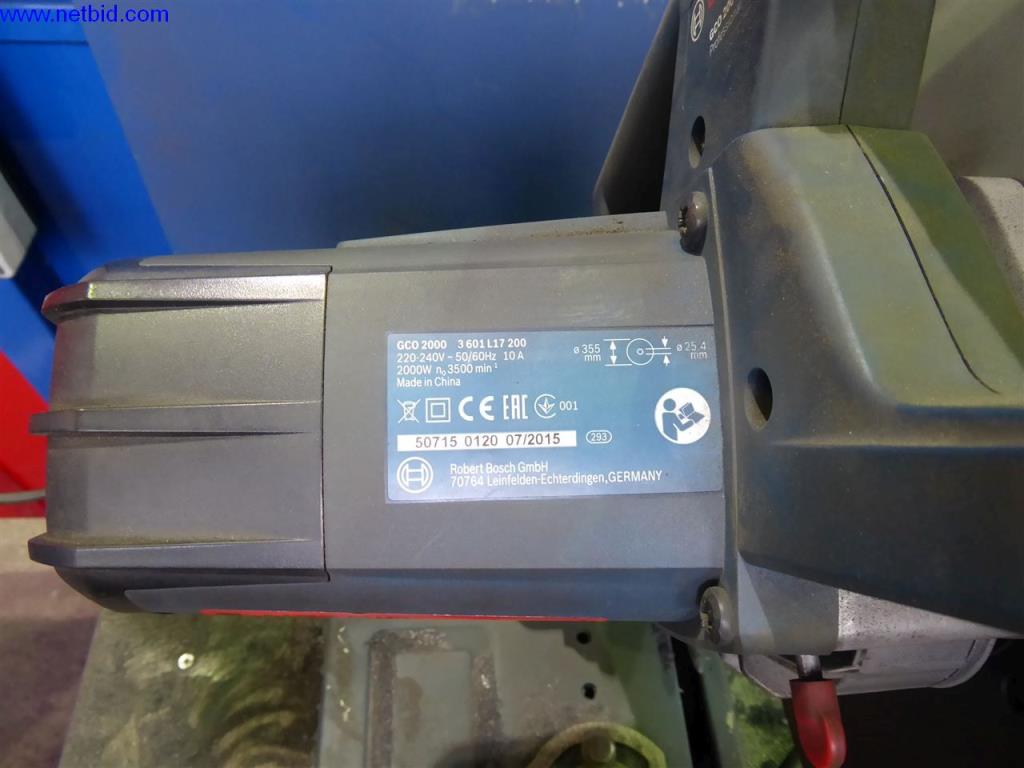 www.netbid.com
GCO 2000 3 601 L17 200
220-240V ~ 50/60Hz 10 A
2000W n₀ 3500 min⁻¹
Made in China
ø 355 mm
ø 25.4 mm
CE EAC 001
50715 0120 07/2015 293
Robert Bosch GmbH
70764 Leinfelden-Echterdingen, GERMANY
GCO